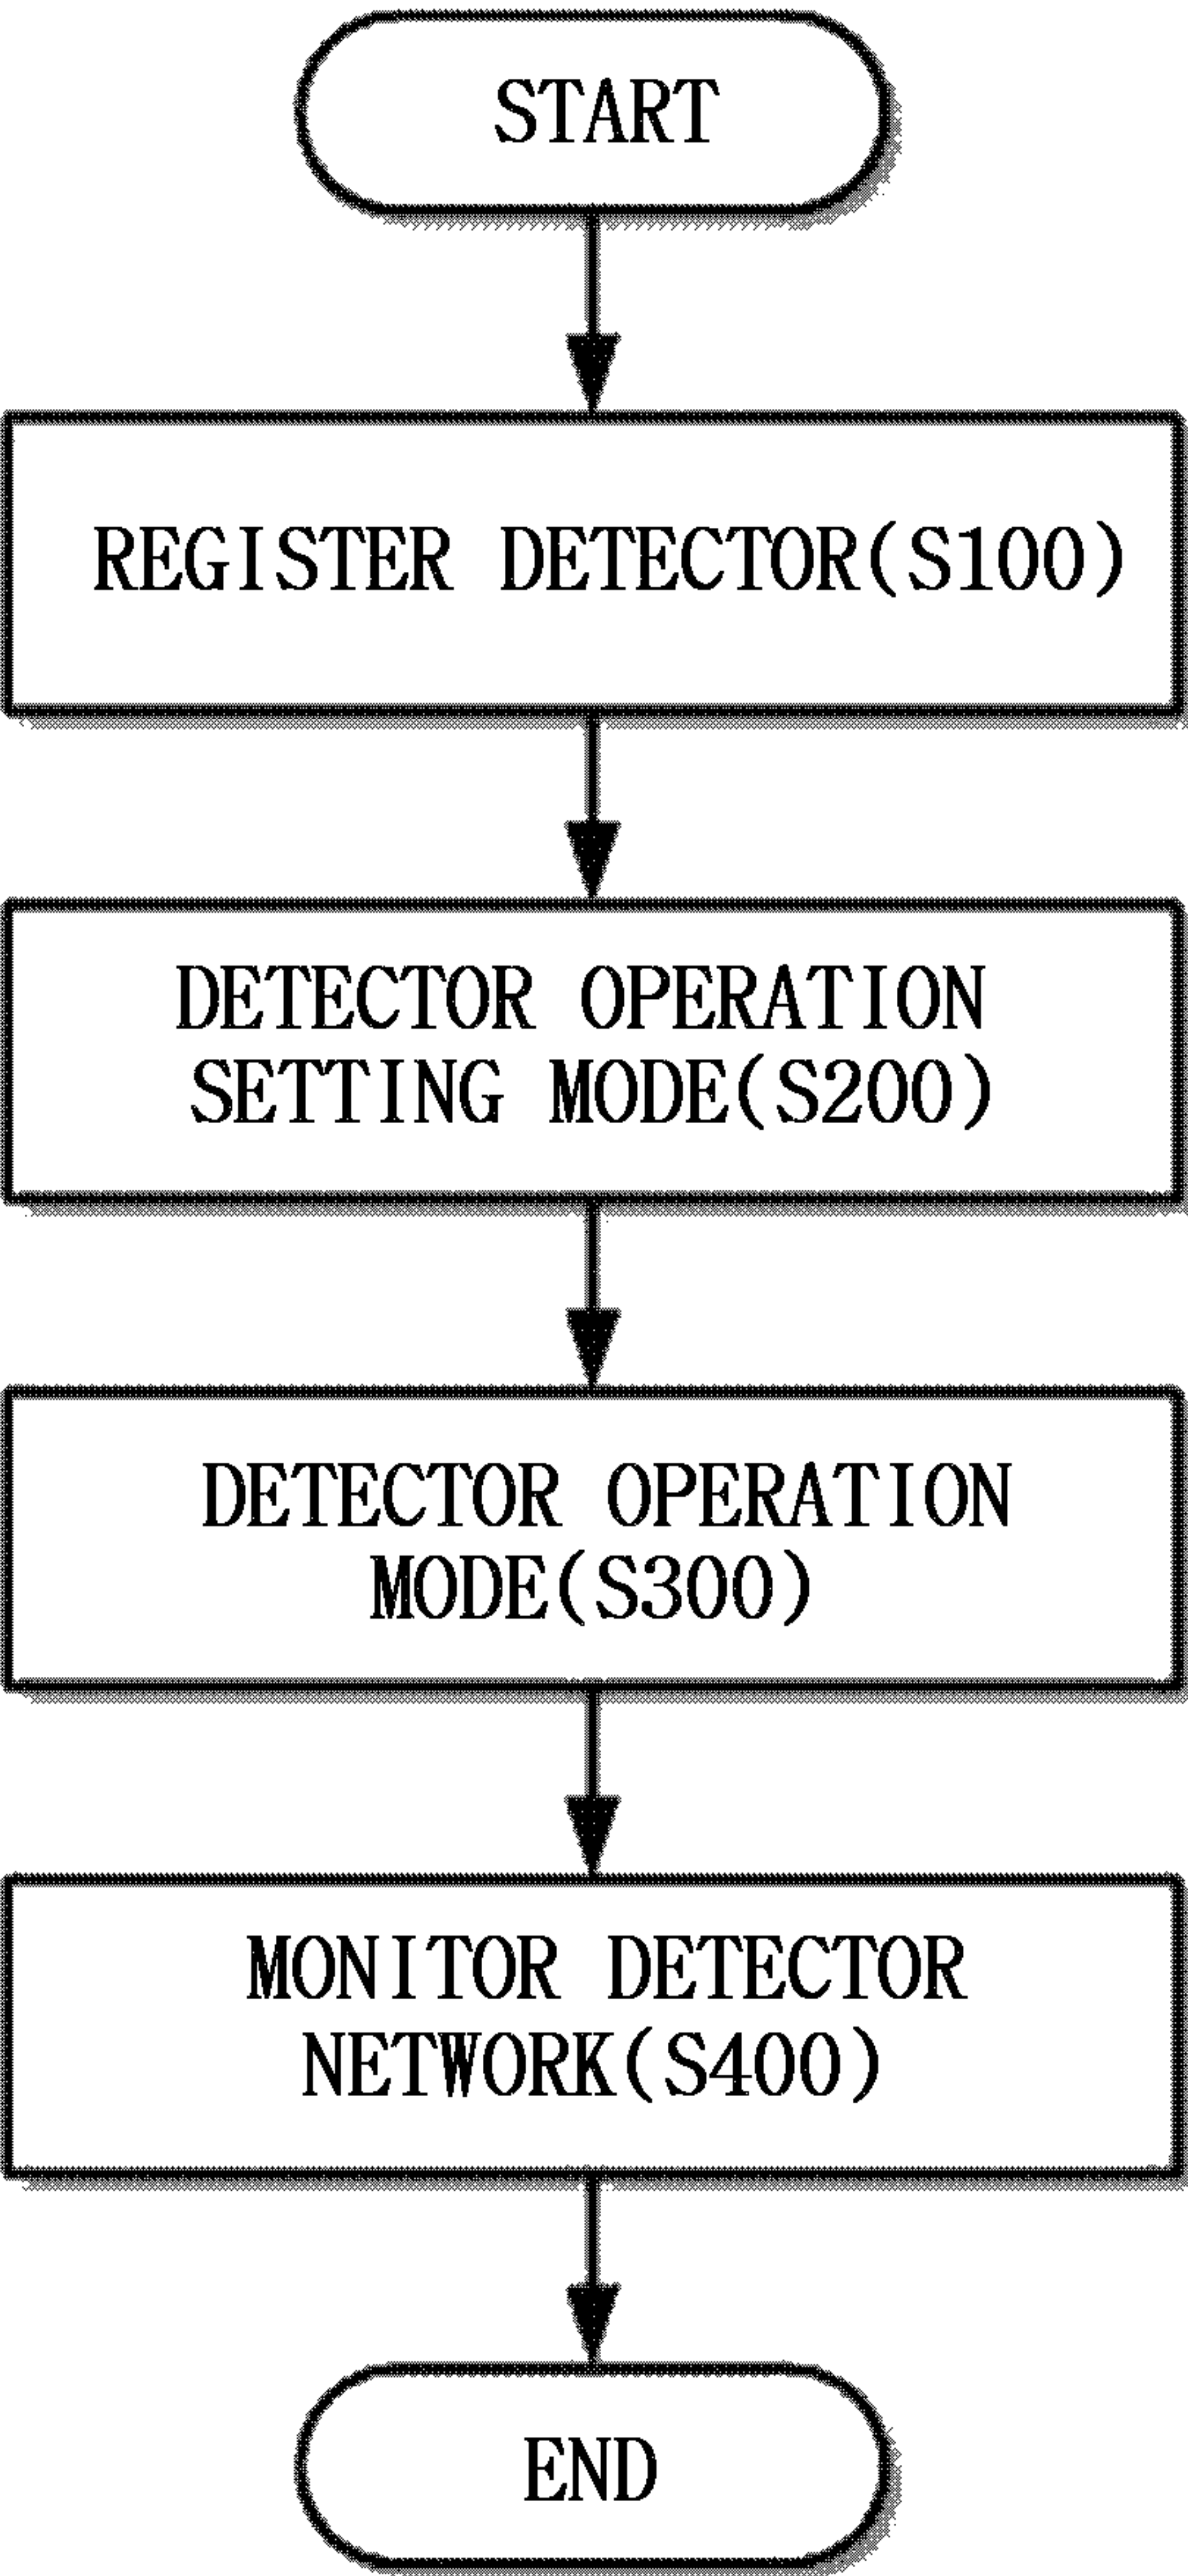 START
REGISTER DETECTOR(S100)
DETECTOR OPERATION
SETTING MODE(S200)
DETECTOR OPERATION
MODE(S300)
MONITOR DETECTOR
NETWORK(S400)
END